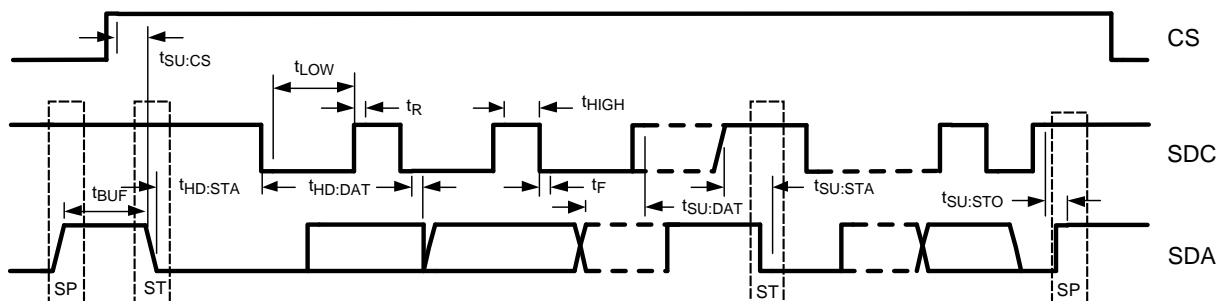 CS
tSU:CS
tLOW
tR
tHIGH
SDC
tBUF
tHD:STA
tHD:DAT
tF
tSU:DAT
tSU:STA
tSU:STO
SDA
SP
ST
ST
SP